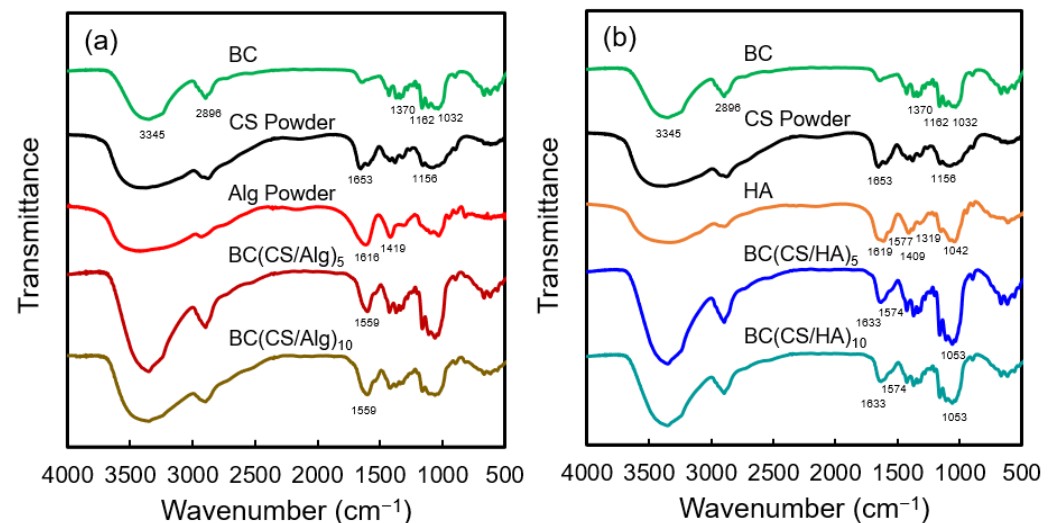 (a)
BC
3345
2896
1370
1162
1032
CS Powder
1653
1156
Alg Powder
1616
1419
BC(CS/Alg)₅
1559
BC(CS/Alg)₁₀
1559
Transmittance
4000 3500 3000 2500 2000 1500 1000 500
Wavenumber (cm⁻¹)
(b)
BC
3345
2896
1370
1162 1032
CS Powder
1653
1156
HA
1619
1577
1409
1319
1042
BC(CS/HA)₅
1633
1574
1053
BC(CS/HA)₁₀
1633
1574
1053
Transmittance
4000 3500 3000 2500 2000 1500 1000 500
Wavenumber (cm⁻¹)